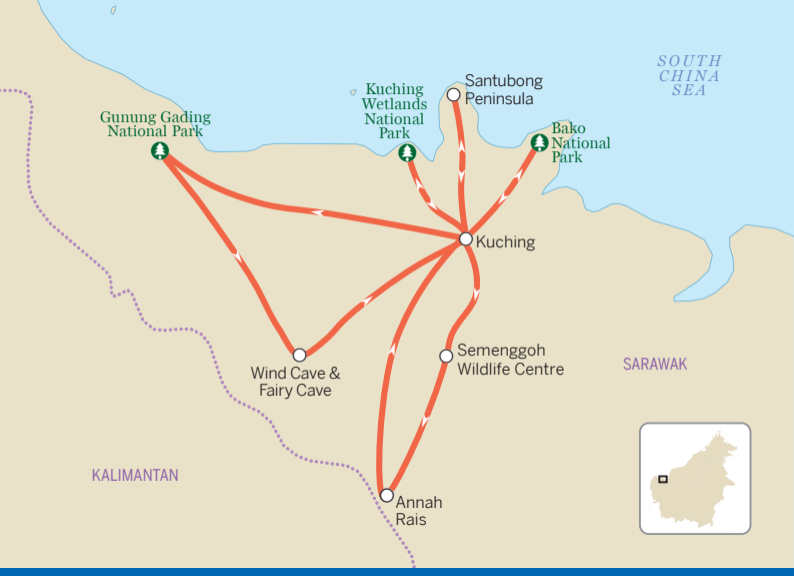 SOUTH
CHINA
SEA
Santubong
Peninsula
Kuching
Wetlands
National
Park
Gunung Gading
National Park
Bako
National
Park
Kuching
Semenggoh
Wildlife Centre
Wind Cave &
Fairy Cave
SARAWAK
KALIMANTAN
Annah
Rais